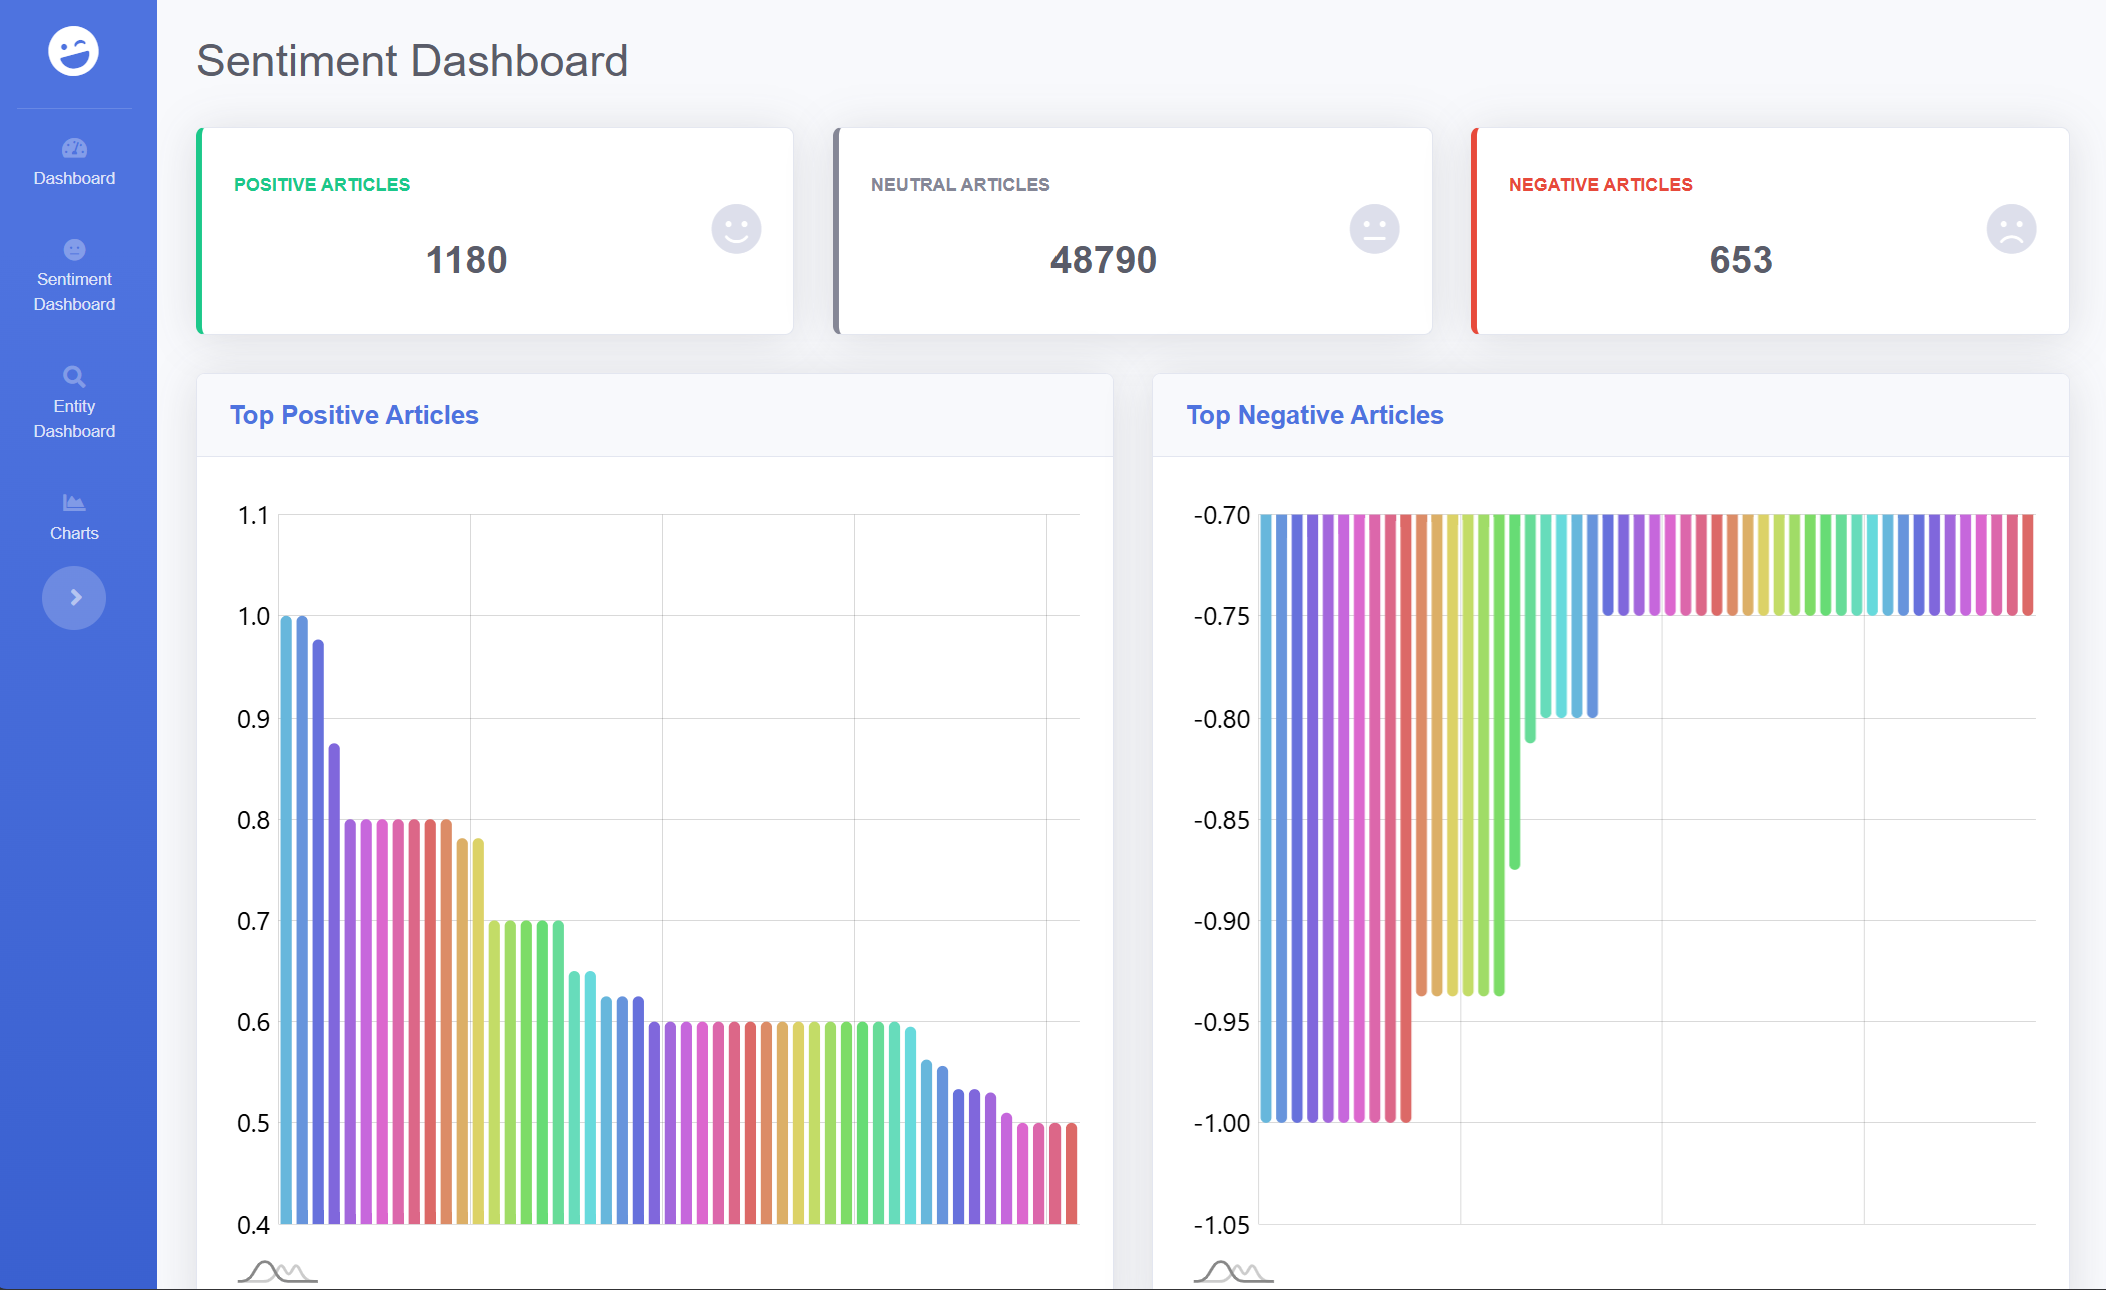 Sentiment Dashboard
Dashboard
Sentiment
Dashboard
Entity
Dashboard
Charts
POSITIVE ARTICLES
1180
NEUTRAL ARTICLES
48790
NEGATIVE ARTICLES
653
Top Positive Articles
1.1
1.0
0.9
0.8
0.7
0.6
0.5
0.4
Top Negative Articles
-0.70
-0.75
-0.80
-0.85
-0.90
-0.95
-1.00
-1.05